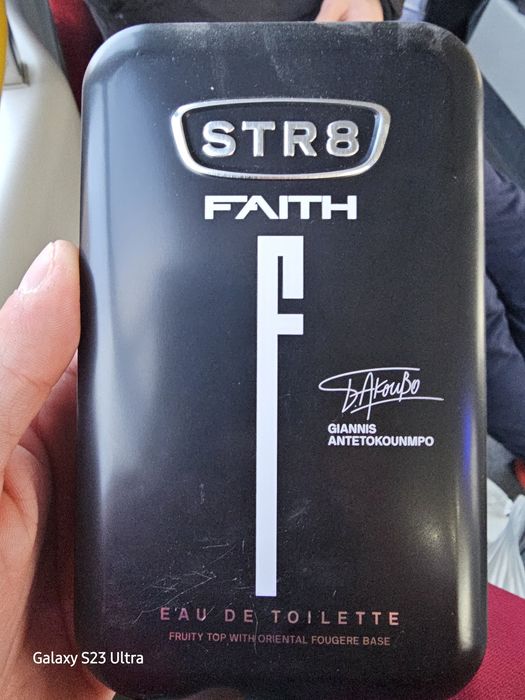 STR8
FAITH
f
GIANNIS
ANTETOKOUNMPO
EAU DE TOILETTE
FRUITY TOP WITH ORIENTAL FOUGERE BASE
Galaxy S23 Ultra